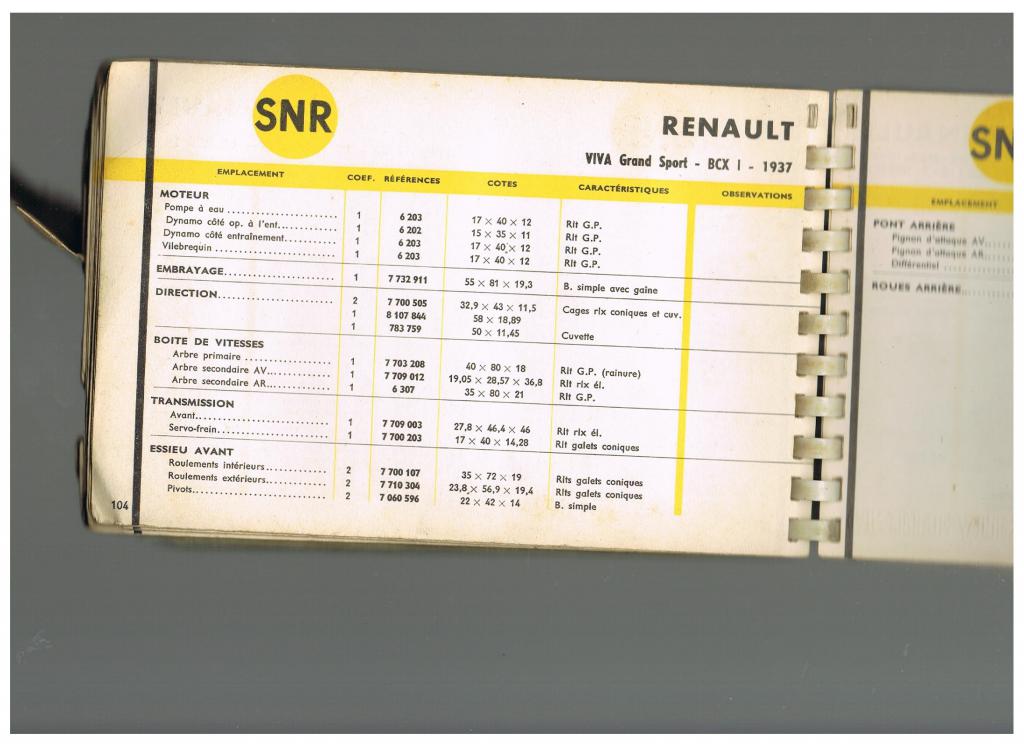 SNR
RENAULT
VIVA Grand Sport - BCX I - 1937
EMPLACEMENT COEF. RÉFÉRENCES COTES CARACTÉRISTIQUES OBSERVATIONS
MOTEUR
Pompe à eau ........ 1 6 203 17 × 40 × 12 Rlt G.P.
Dynamo côté op. à l'ent. ........ 1 6 202 15 × 35 × 11 Rlt G.P.
Dynamo côté entraînement ........ 1 6 203 17 × 40 × 12 Rlt G.P.
Vilebrequin ........ 1 6 203 17 × 40 × 12 Rlt G.P.
EMBRAYAGE ........ 1 7 732 911 55 × 81 × 19,3 B. simple avec gaîne
DIRECTION ........ 2 7 700 505 32,9 × 43 × 11,5 Cages rlx coniques et cuv.
1 8 107 844 58 × 18,89
1 783 759 50 × 11,45 Cuvette
BOITE DE VITESSES
Arbre primaire ........ 1 7 703 208 40 × 80 × 18 Rlt G.P. (rainure)
Arbre secondaire AV. ........ 1 7 709 012 19,05 × 28,57 × 36,8 Rlt rlx él.
Arbre secondaire AR. ........ 1 6 307 35 × 80 × 21 Rlt G.P.
TRANSMISSION
Avant ........ 1 7 709 003 27,8 × 46,4 × 46 Rlt rlx él.
Servo-frein ........ 1 7 700 203 17 × 40 × 14,28 Rlt galets coniques
ESSIEU AVANT
Roulements intérieurs ........ 2 7 700 107 35 × 72 × 19 Rlts galets coniques
Roulements extérieurs ........ 2 7 710 304 23,8 × 56,9 × 19,4 Rlts galets coniques
Pivots ........ 2 7 060 596 22 × 42 × 14 B. simple
104
SN
EMPLACEMENT
PONT ARRIÈRE
Pignon d'attaque AV.....
Pignon d'attaque AR.....
Différentiel ........
ROUES ARRIÈRE........